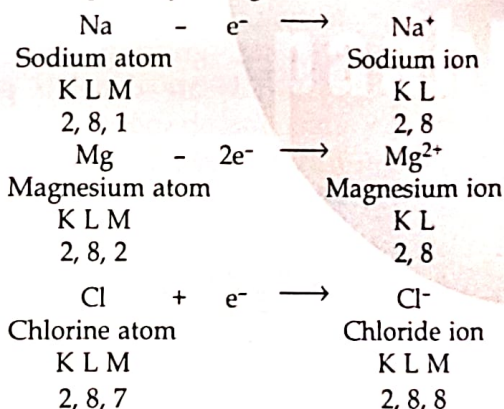 Na – e⁻ ⟶ Na⁺
Sodium atom Sodium ion
K L M K L
2, 8, 1 2, 8
Mg – 2e⁻ ⟶ Mg²⁺
Magnesium atom Magnesium ion
K L M K L
2, 8, 2 2, 8
Cl + e⁻ ⟶ Cl⁻
Chlorine atom Chloride ion
K L M K L M
2, 8, 7 2, 8, 8